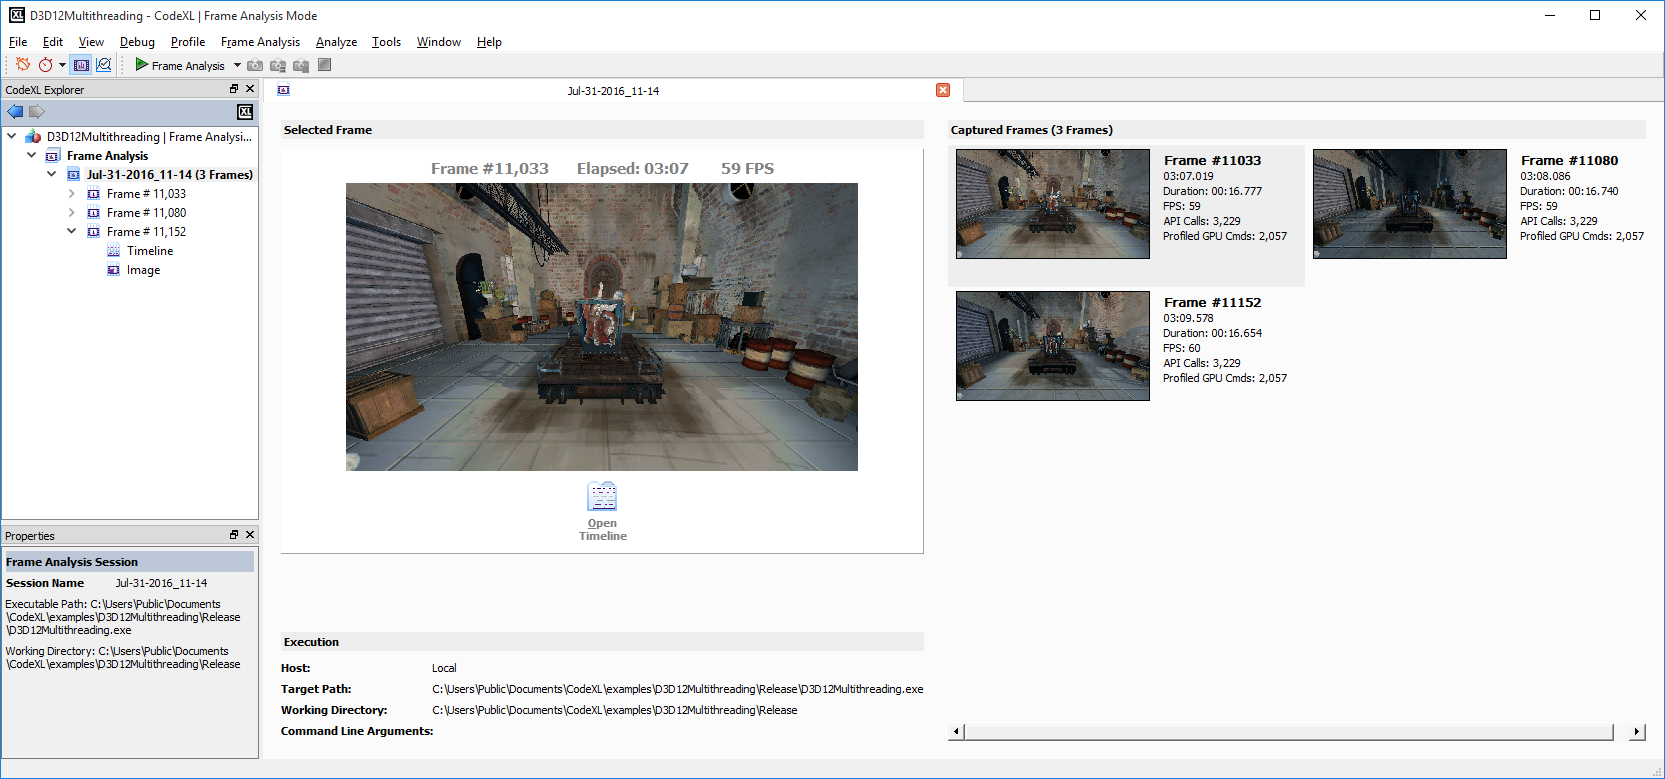 D3D12Multithreading - CodeXL | Frame Analysis Mode
File Edit View Debug Profile Frame Analysis Analyze Tools Window Help
Frame Analysis
CodeXL Explorer
XL
D3D12Multithreading | Frame Analysi...
Frame Analysis
Jul-31-2016_11-14 (3 Frames)
Frame # 11,033
Frame # 11,080
Frame # 11,152
Timeline
Image
Properties
Frame Analysis Session
Session Name Jul-31-2016_11-14
Executable Path: C:\Users\Public\Documents
\CodeXL\examples\D3D12Multithreading\Release
\D3D12Multithreading.exe
Working Directory: C:\Users\Public\Documents
\CodeXL\examples\D3D12Multithreading\Release
Jul-31-2016_11-14
Selected Frame
Frame #11,033 Elapsed: 03:07 59 FPS
Open
Timeline
Execution
Host: Local
Target Path: C:\Users\Public\Documents\CodeXL\examples\D3D12Multithreading\Release\D3D12Multithreading.exe
Working Directory: C:\Users\Public\Documents\CodeXL\examples\D3D12Multithreading\Release
Command Line Arguments:
Captured Frames (3 Frames)
Frame #11033
03:07.019
Duration: 00:16.777
FPS: 59
API Calls: 3,229
Profiled GPU Cmds: 2,057
Frame #11080
03:08.086
Duration: 00:16.740
FPS: 59
API Calls: 3,229
Profiled GPU Cmds: 2,057
Frame #11152
03:09.578
Duration: 00:16.654
FPS: 60
API Calls: 3,229
Profiled GPU Cmds: 2,057